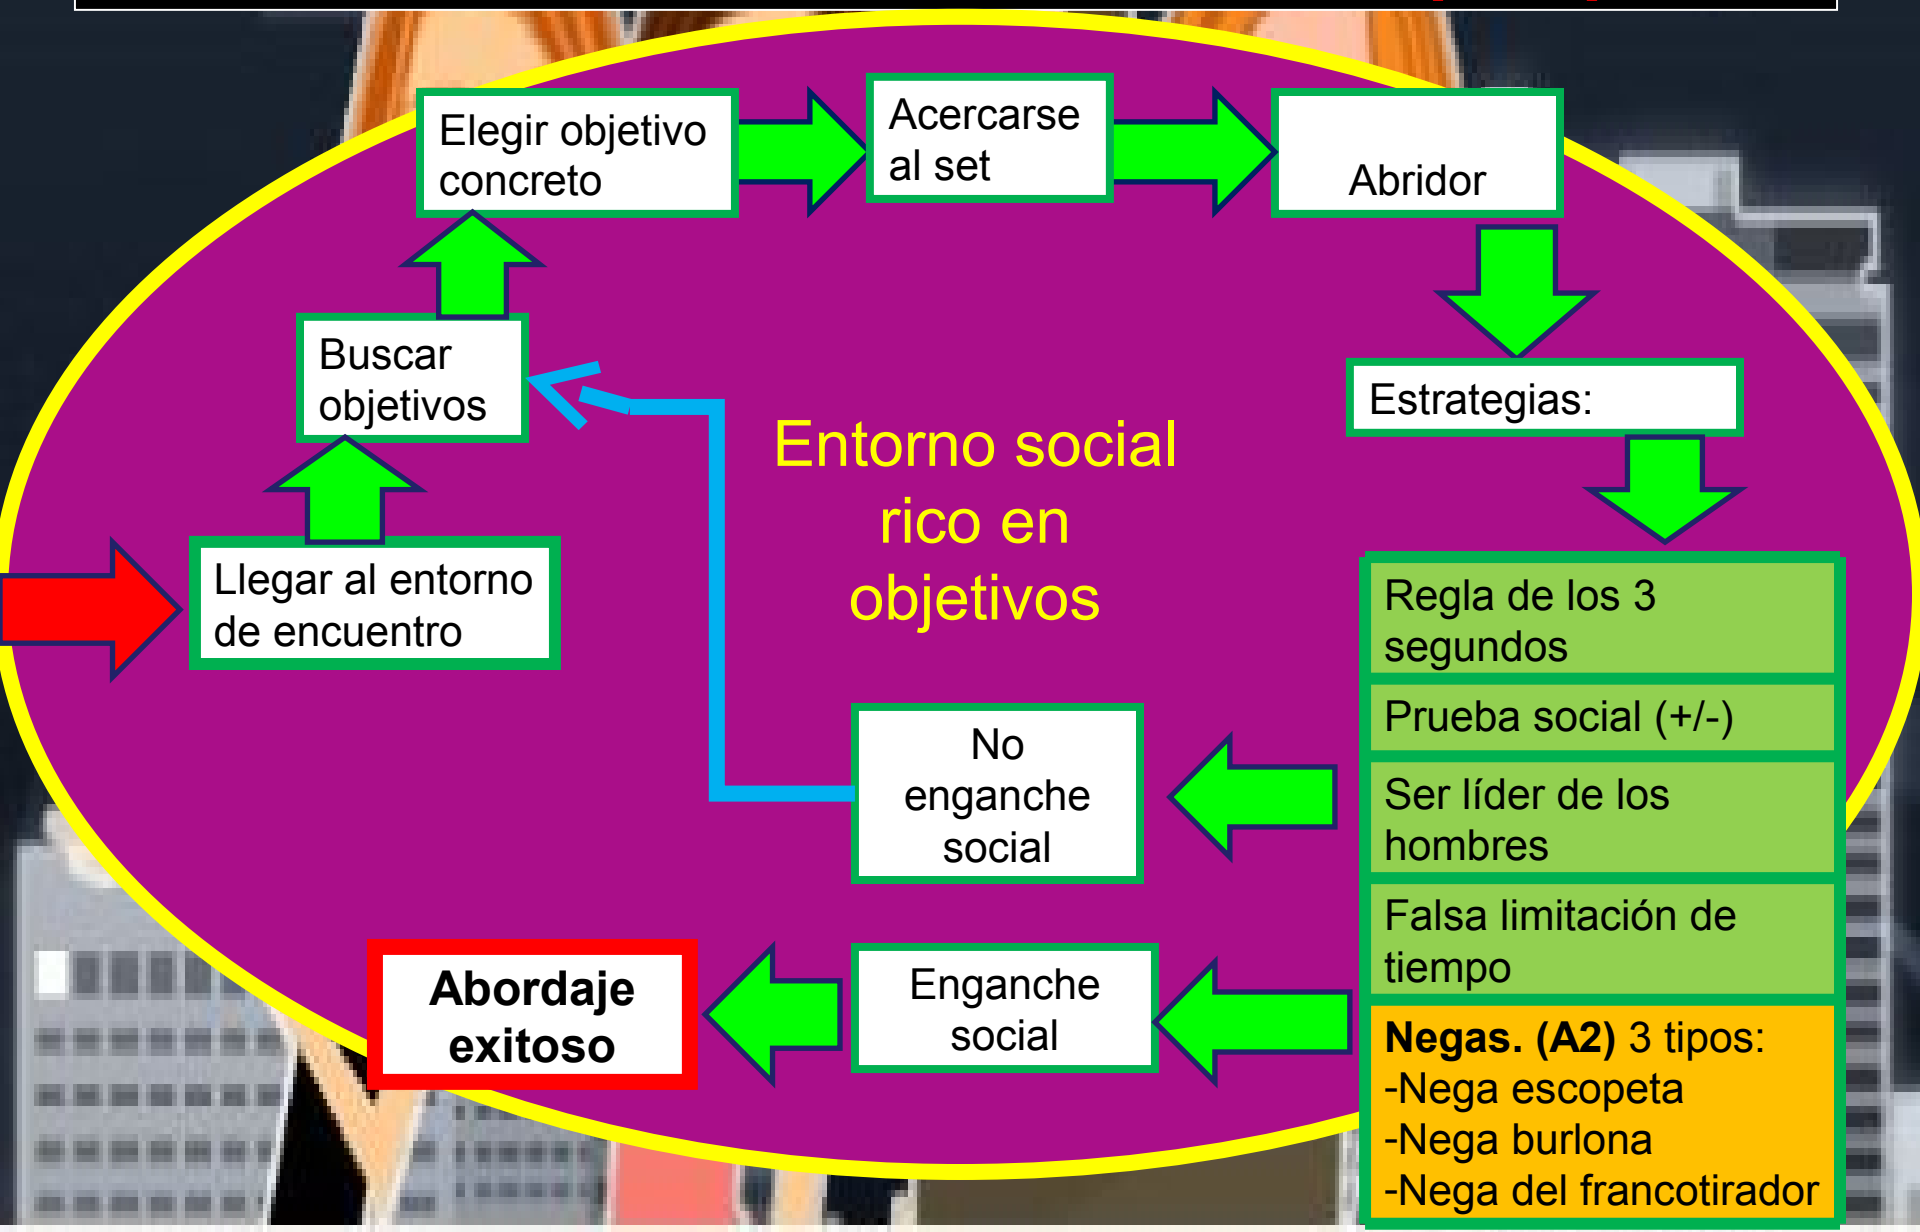 Elegir objetivo
concreto
Acercarse
al set
Abridor
Buscar
objetivos
Estrategias:
Entorno social
rico en
objetivos
Llegar al entorno
de encuentro
Regla de los 3
segundos
Prueba social (+/-)
Ser líder de los
hombres
Falsa limitación de
tiempo
Negas. (A2) 3 tipos:
-Nega escopeta
-Nega burlona
-Nega del francotirador
No
enganche
social
Enganche
social
Abordaje
exitoso